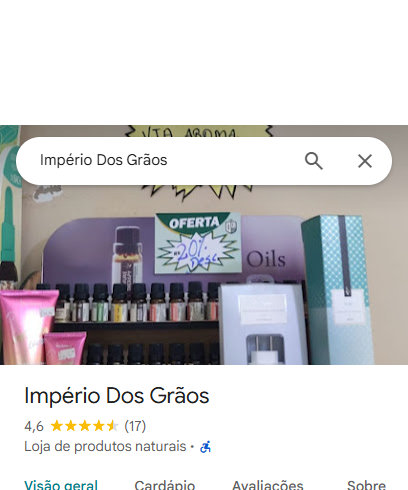 VIA AROMA
Império Dos Grãos
OFERTA
20%
Desc
Oils
Império Dos Grãos
4,6 (17)
Loja de produtos naturais ·
Visão geral Cardápio Avaliações Sobre